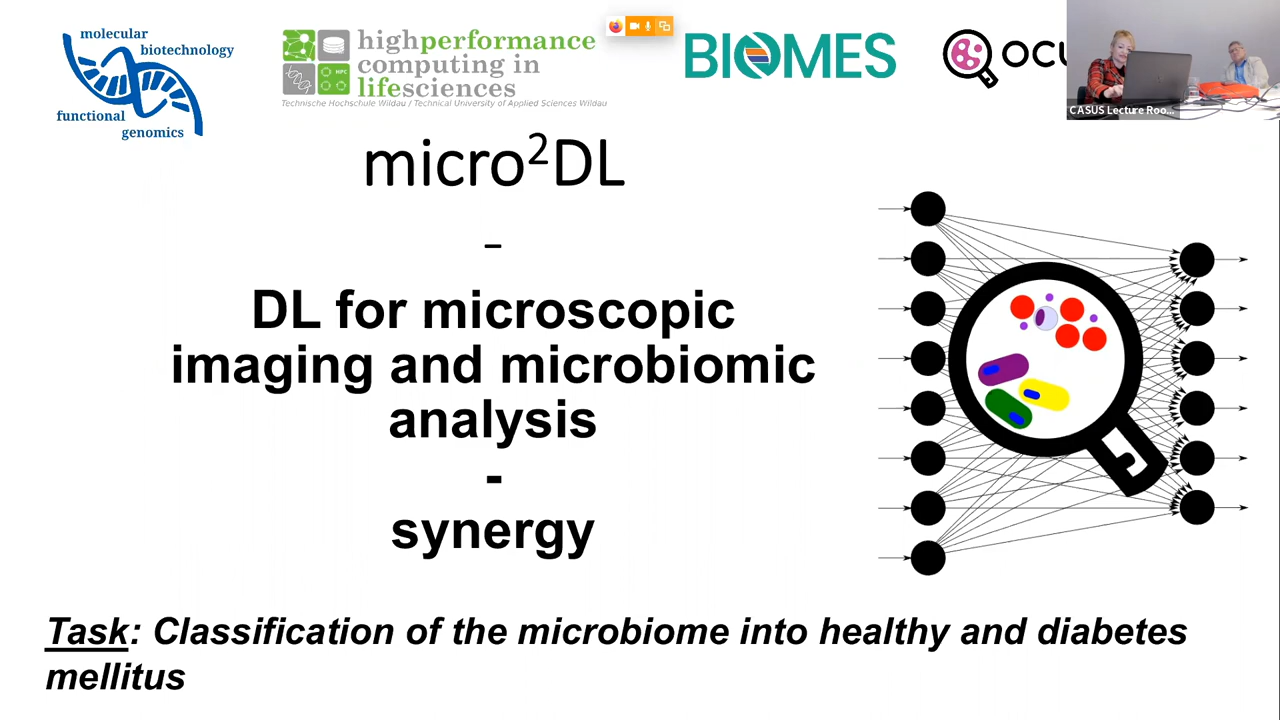 molecular
biotechnology
functional
genomics
highperformance
computing in
lifesciences
HPC
Technische Hochschule Wildau / Technical University of Applied Sciences Wildau
BIOMES
OCU
CASUS Lecture Roo...
micro²DL
–
DL for microscopic
imaging and microbiomic
analysis
-
synergy
Task: Classification of the microbiome into healthy and diabetes
mellitus